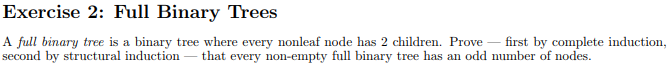 Exercise 2: Full Binary Trees
A full binary tree is a binary tree where every nonleaf node has 2 children. Prove — first by complete induction,
second by structural induction — that every non-empty full binary tree has an odd number of nodes.